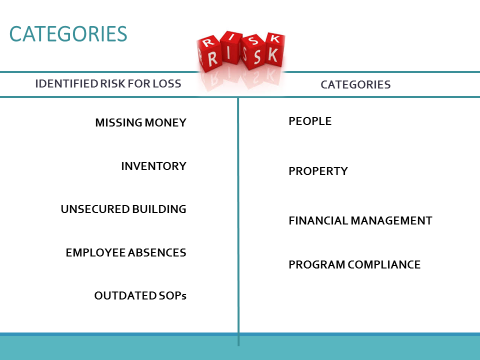 CATEGORIES
RISK
RISK
IDENTIFIED RISK FOR LOSS
CATEGORIES
MISSING MONEY
PEOPLE
INVENTORY
PROPERTY
UNSECURED BUILDING
FINANCIAL MANAGEMENT
EMPLOYEE ABSENCES
PROGRAM COMPLIANCE
OUTDATED SOPs